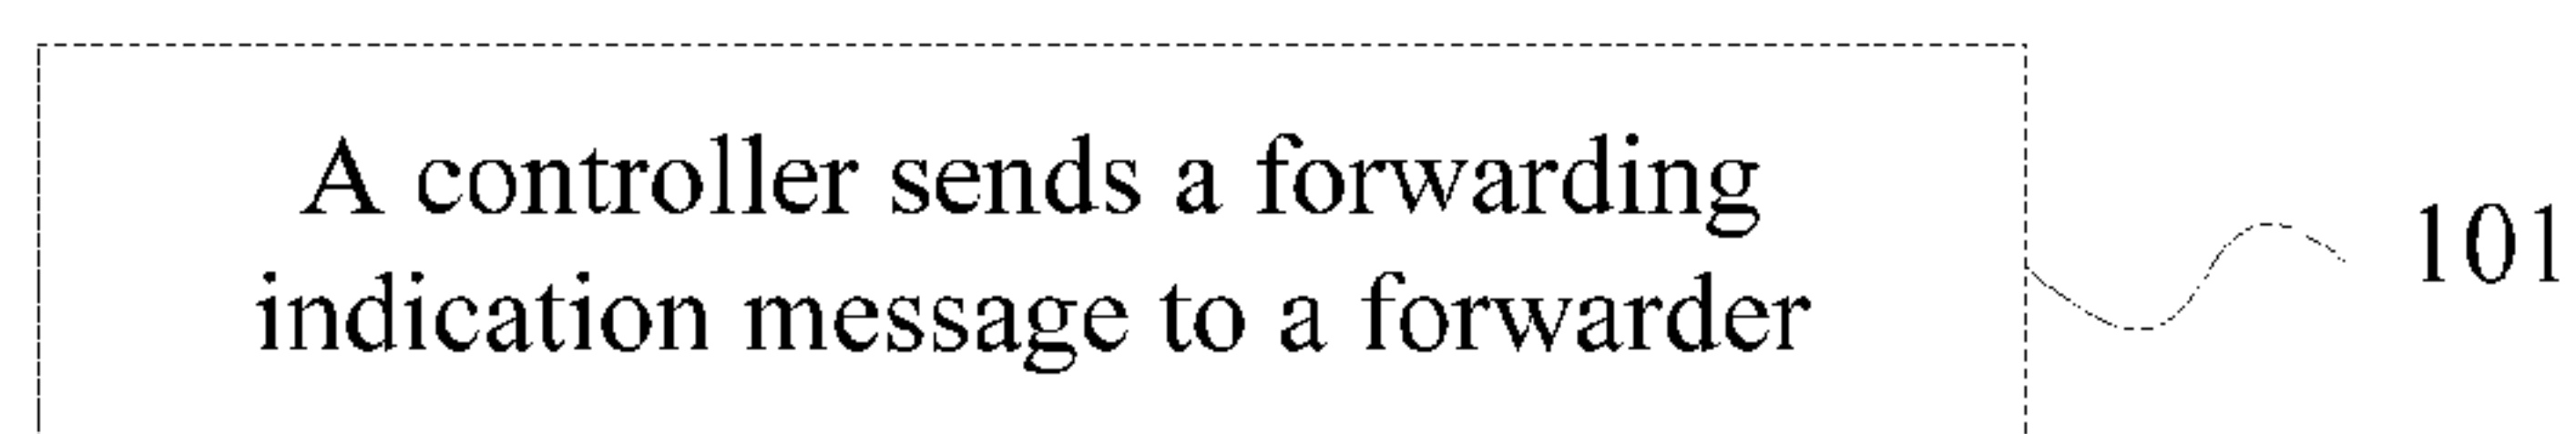 A controller sends a forwarding
indication message to a forwarder
101